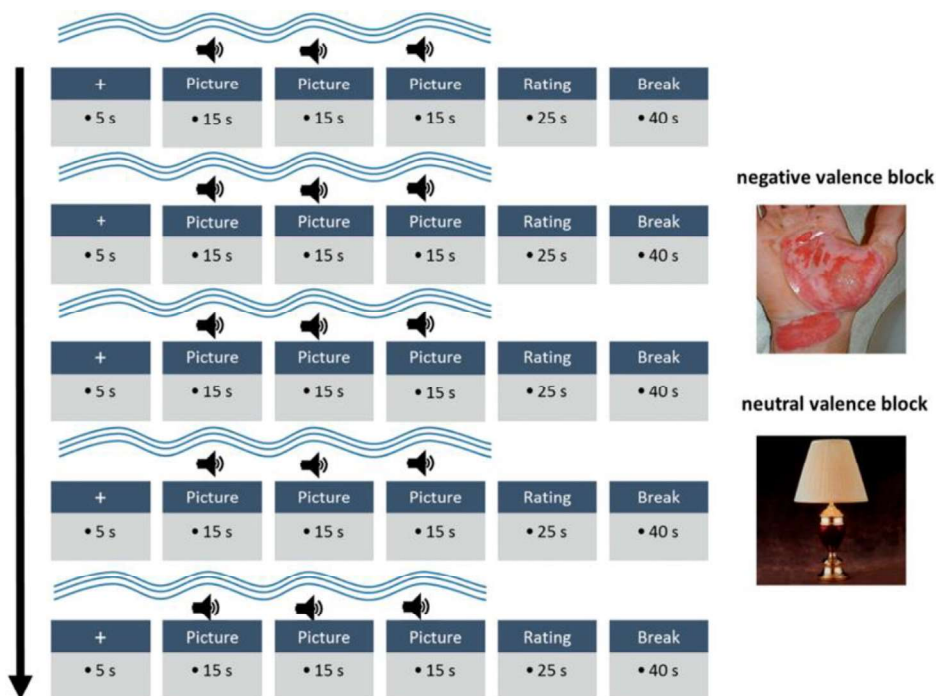 + Picture Picture Picture Rating Break
• 5 s • 15 s • 15 s • 15 s • 25 s • 40 s
+ Picture Picture Picture Rating Break
• 5 s • 15 s • 15 s • 15 s • 25 s • 40 s
+ Picture Picture Picture Rating Break
• 5 s • 15 s • 15 s • 15 s • 25 s • 40 s
+ Picture Picture Picture Rating Break
• 5 s • 15 s • 15 s • 15 s • 25 s • 40 s
+ Picture Picture Picture Rating Break
• 5 s • 15 s • 15 s • 15 s • 25 s • 40 s
negative valence block
neutral valence block